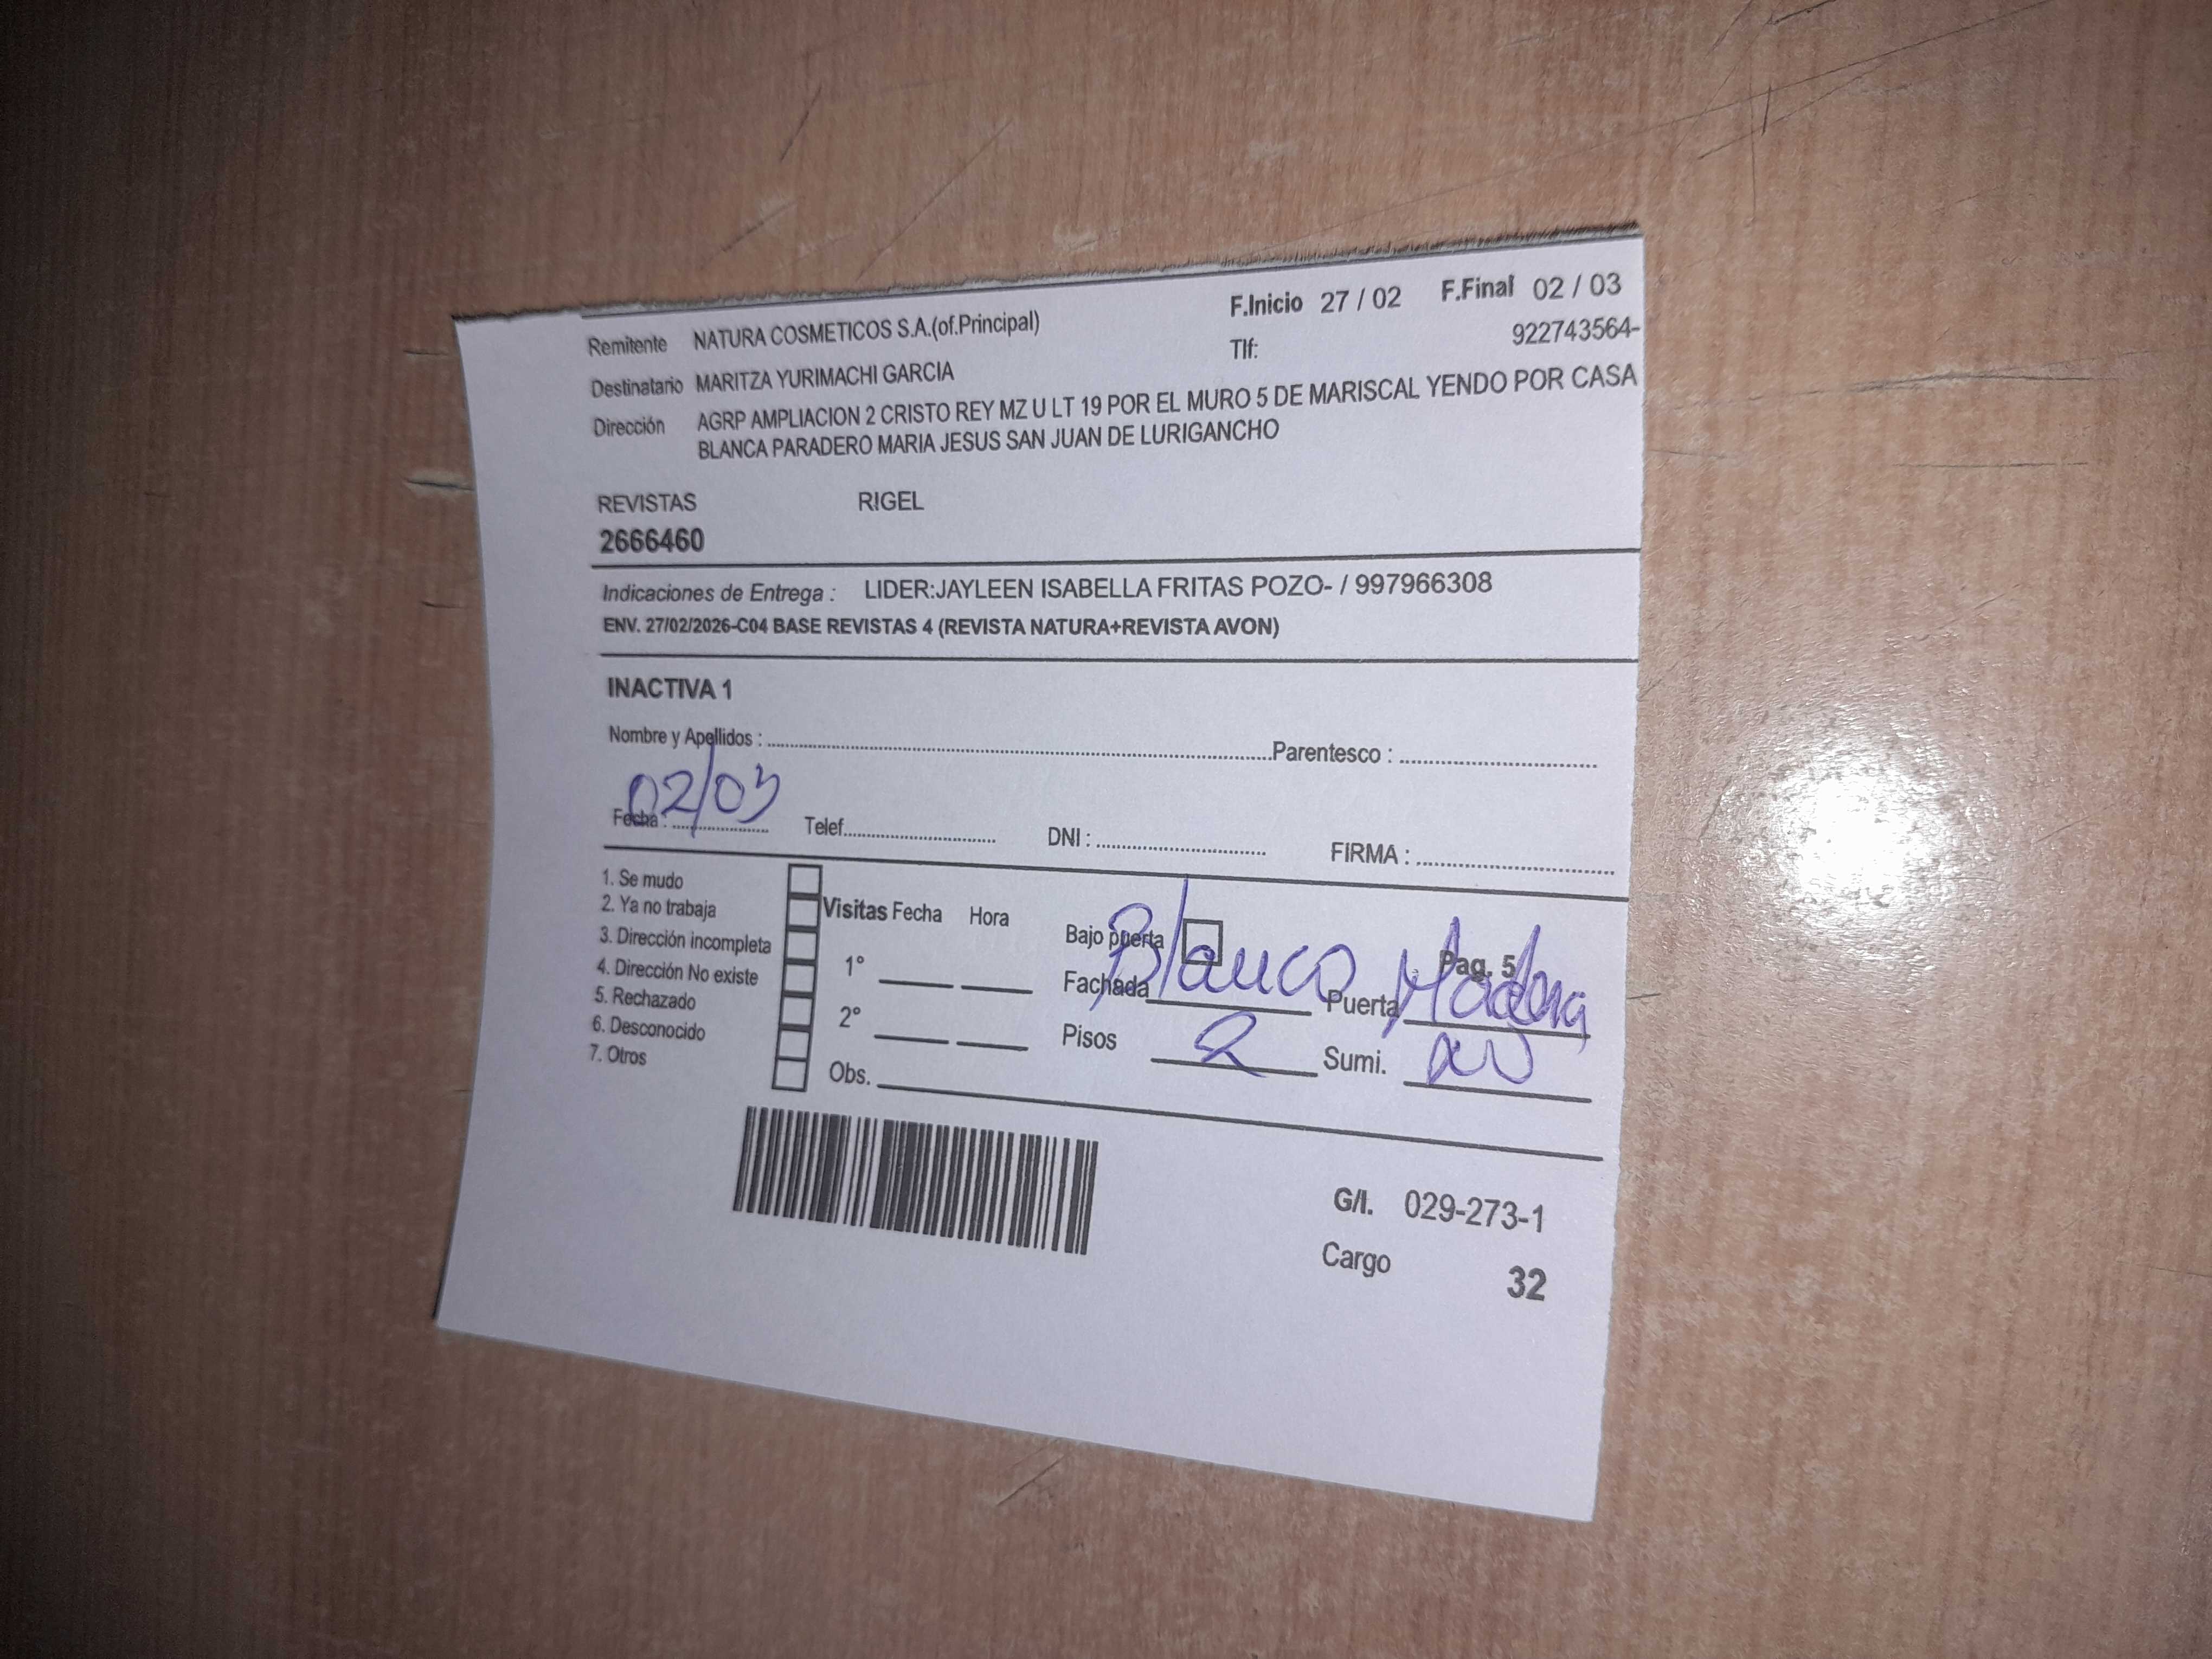 F.Inicio 27 / 02 F.Final 02 / 03
Remitente NATURA COSMETICOS S.A.(of.Principal)
Tlf: 922743564-
Destinatario MARITZA YURIMACHI GARCIA
Dirección AGRP AMPLIACION 2 CRISTO REY MZ U LT 19 POR EL MURO 5 DE MARISCAL YENDO POR CASA
BLANCA PARADERO MARIA JESUS SAN JUAN DE LURIGANCHO
REVISTAS RIGEL
2666460
Indicaciones de Entrega : LIDER:JAYLEEN ISABELLA FRITAS POZO- / 997966308
ENV. 27/02/2026-C04 BASE REVISTAS 4 (REVISTA NATURA+REVISTA AVON)
INACTIVA 1
Nombre y Apellidos : Parentesco :
Fecha : 02/03 Telef. DNI : FIRMA :
1. Se mudo
2. Ya no trabaja
3. Dirección incompleta
4. Dirección No existe
5. Rechazado
6. Desconocido
7. Otros
Visitas Fecha Hora
1°
2°
Obs.
Bajo puerta Pag. 5
Fachada Blanco Puerta Madera
Pisos 2 Sumi.
G/I. 029-273-1
Cargo 32